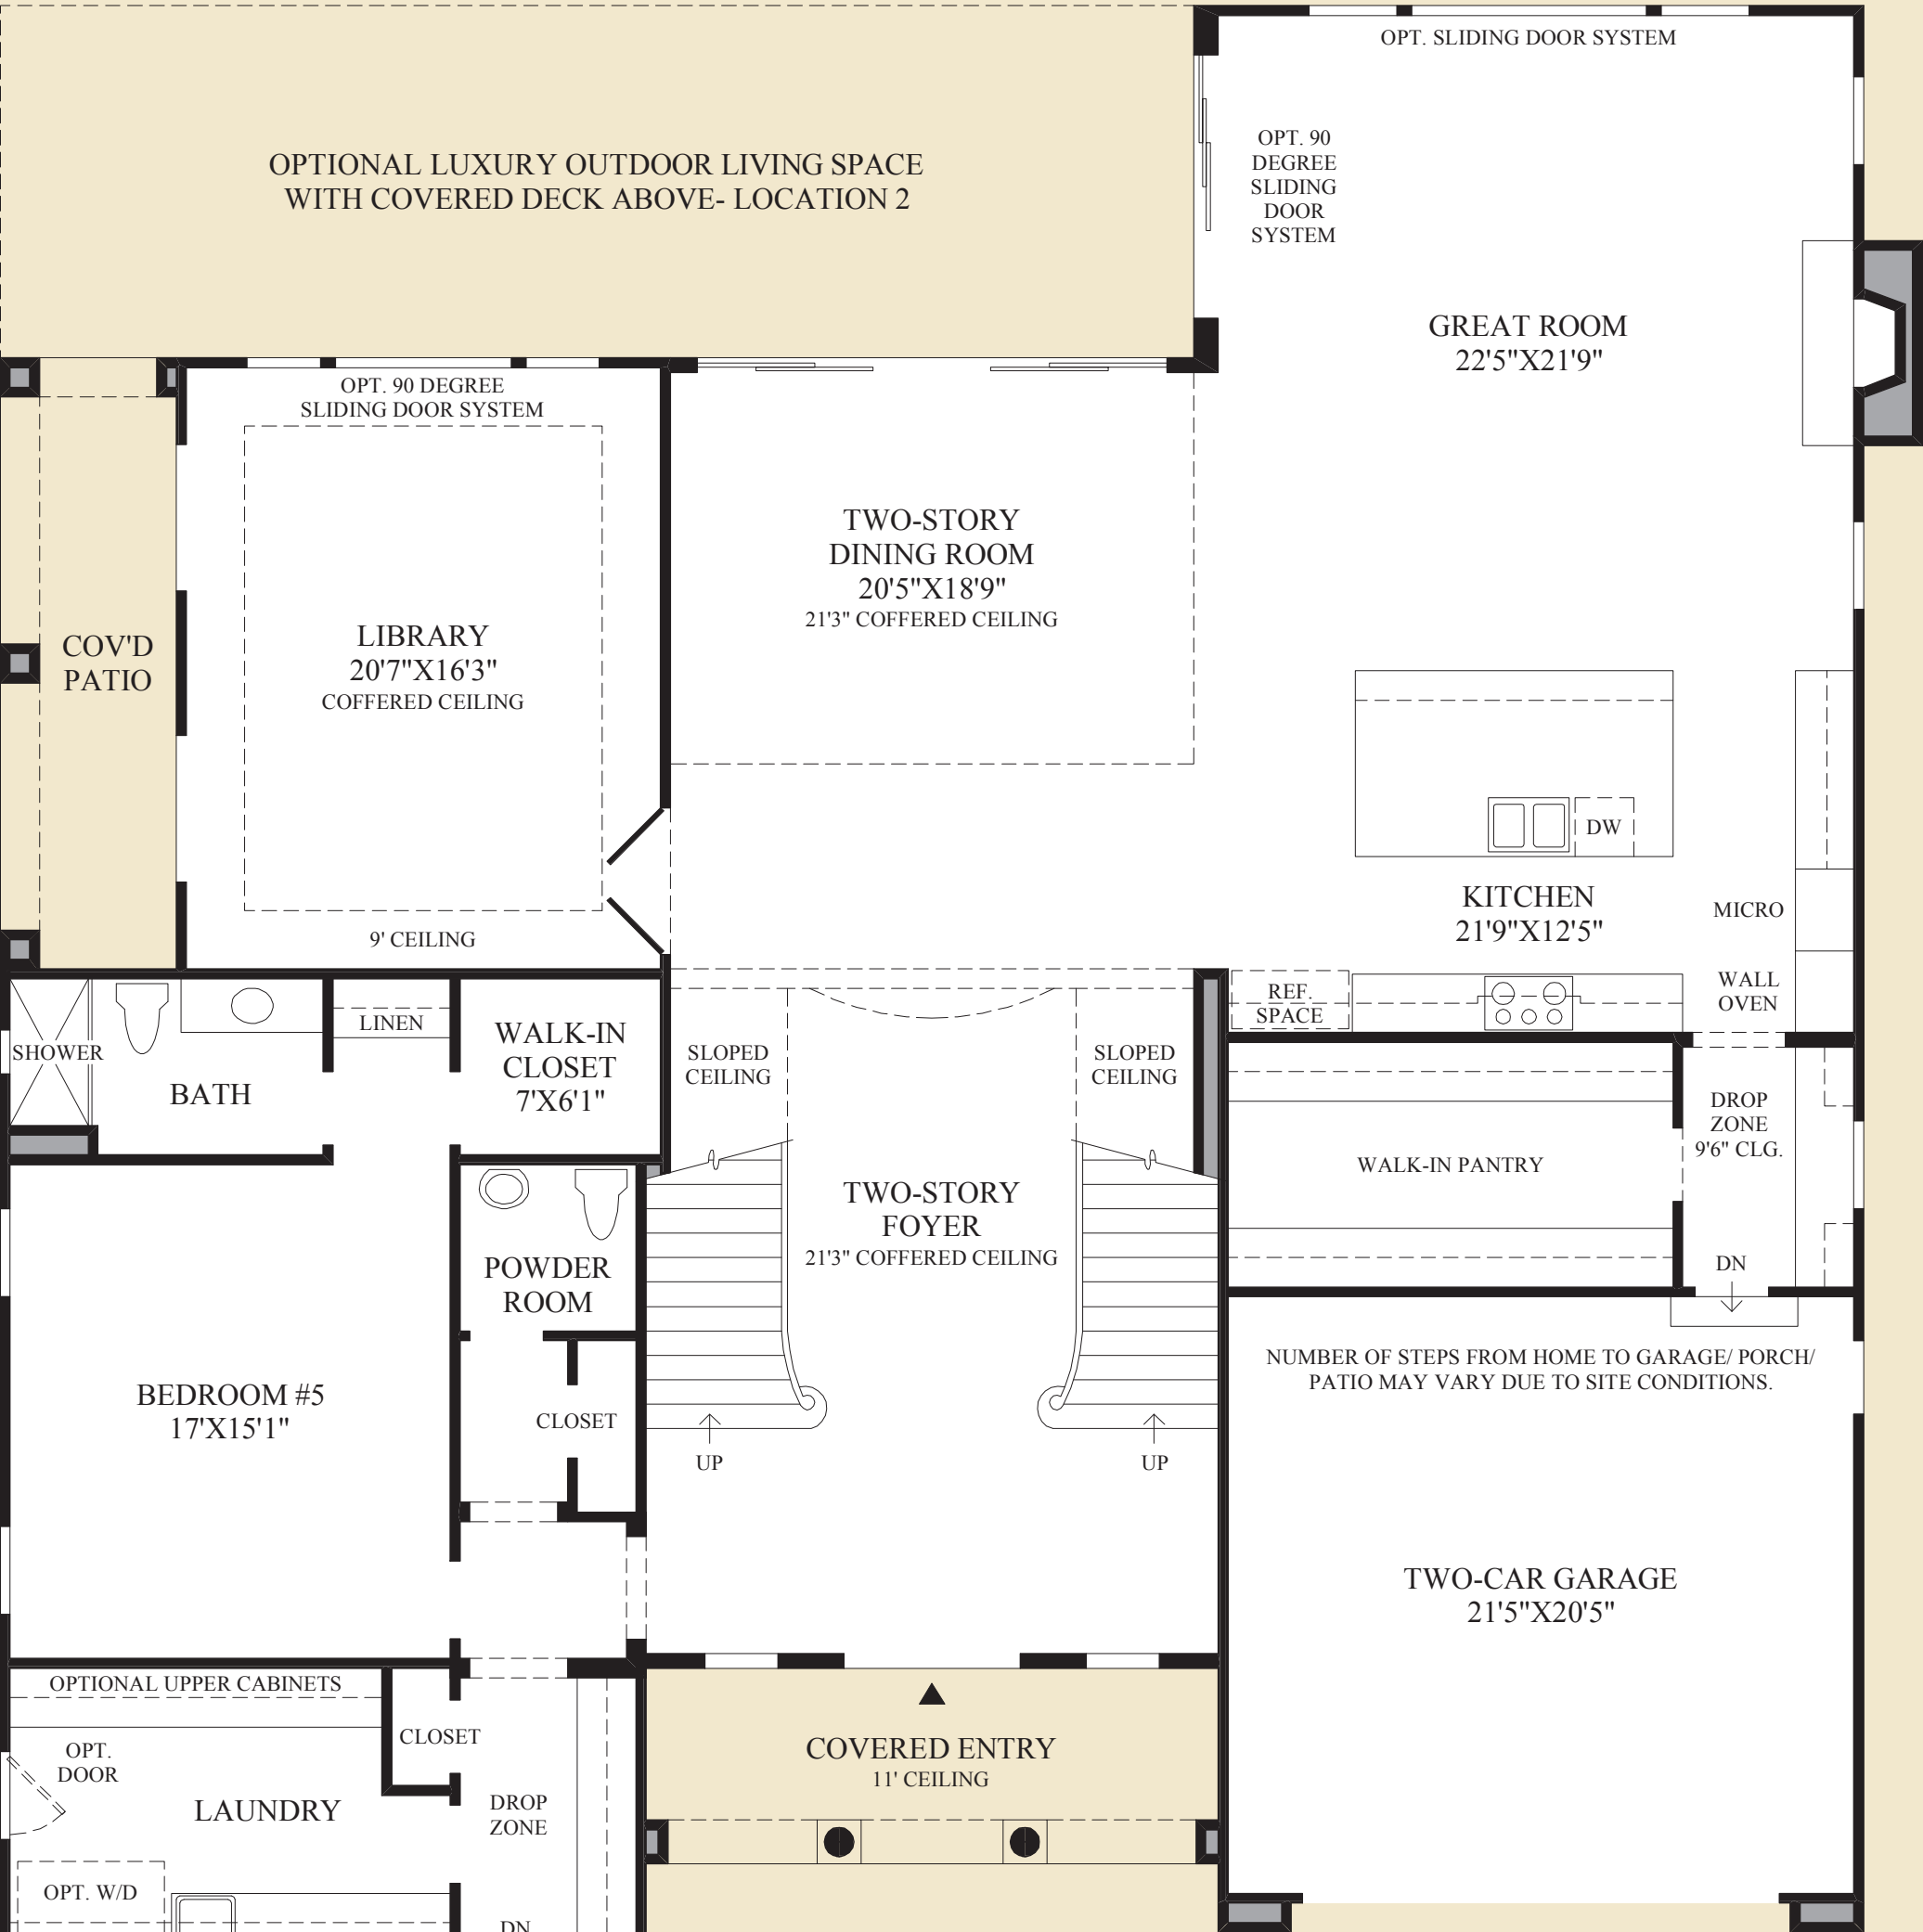 OPT. SLIDING DOOR SYSTEM
OPTIONAL LUXURY OUTDOOR LIVING SPACE
WITH COVERED DECK ABOVE- LOCATION 2
OPT. 90
DEGREE
SLIDING
DOOR
SYSTEM
GREAT ROOM
22'5"X21'9"
OPT. 90 DEGREE
SLIDING DOOR SYSTEM
TWO-STORY
DINING ROOM
20'5"X18'9"
21'3" COFFERED CEILING
COV'D
PATIO
LIBRARY
20'7"X16'3"
COFFERED CEILING
9' CEILING
DW
KITCHEN
21'9"X12'5"
MICRO
WALL
OVEN
REF.
SPACE
SHOWER
BATH
LINEN
WALK-IN
CLOSET
7'X6'1"
SLOPED
CEILING
SLOPED
CEILING
DROP
ZONE
9'6" CLG.
WALK-IN PANTRY
TWO-STORY
FOYER
21'3" COFFERED CEILING
POWDER
ROOM
DN
NUMBER OF STEPS FROM HOME TO GARAGE/ PORCH/
PATIO MAY VARY DUE TO SITE CONDITIONS.
BEDROOM #5
17'X15'1"
CLOSET
UP
UP
TWO-CAR GARAGE
21'5"X20'5"
OPTIONAL UPPER CABINETS
CLOSET
OPT.
DOOR
COVERED ENTRY
11' CEILING
LAUNDRY
DROP
ZONE
OPT. W/D
DN